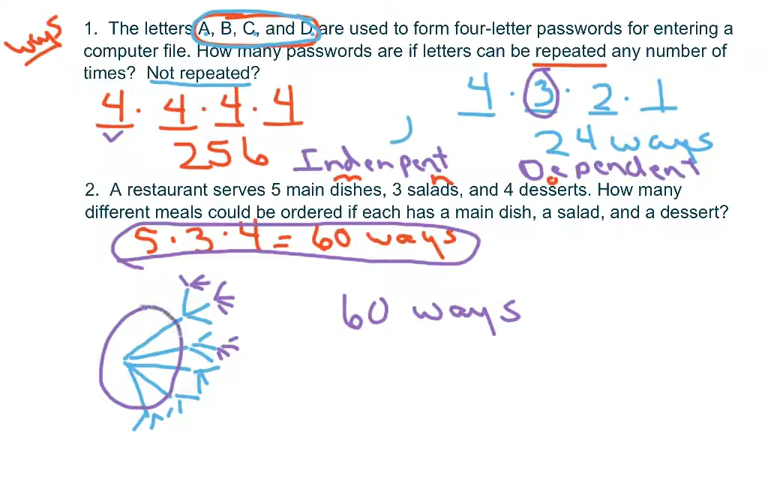 ways
1. The letters A, B, C, and D, are used to form four-letter passwords for entering a
computer file. How many passwords are if letters can be repeated any number of
times? Not repeated?
4 · 4 · 4 · 4
4 · 3 · 2 · 1
256
24 ways
Indenpent
Dependent
2. A restaurant serves 5 main dishes, 3 salads, and 4 desserts. How many
different meals could be ordered if each has a main dish, a salad, and a dessert?
5 · 3 · 4 = 60 ways
60 ways